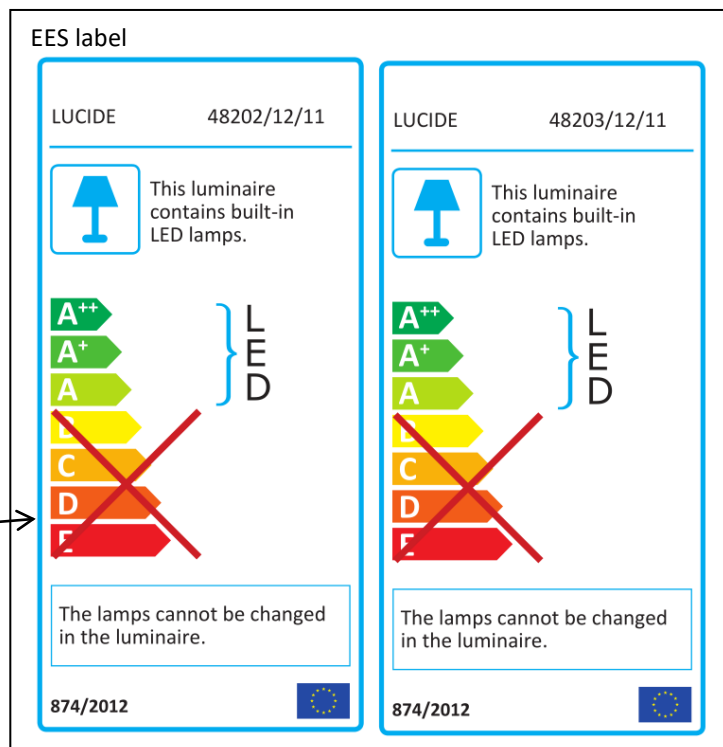 EES label
LUCIDE 48202/12/11
This luminaire
contains built-in
LED lamps.
A++
A+
A
B
C
D
E
L
E
D
The lamps cannot be changed
in the luminaire.
874/2012
LUCIDE 48203/12/11
This luminaire
contains built-in
LED lamps.
A++
A+
A
B
C
D
E
L
E
D
The lamps cannot be changed
in the luminaire.
874/2012